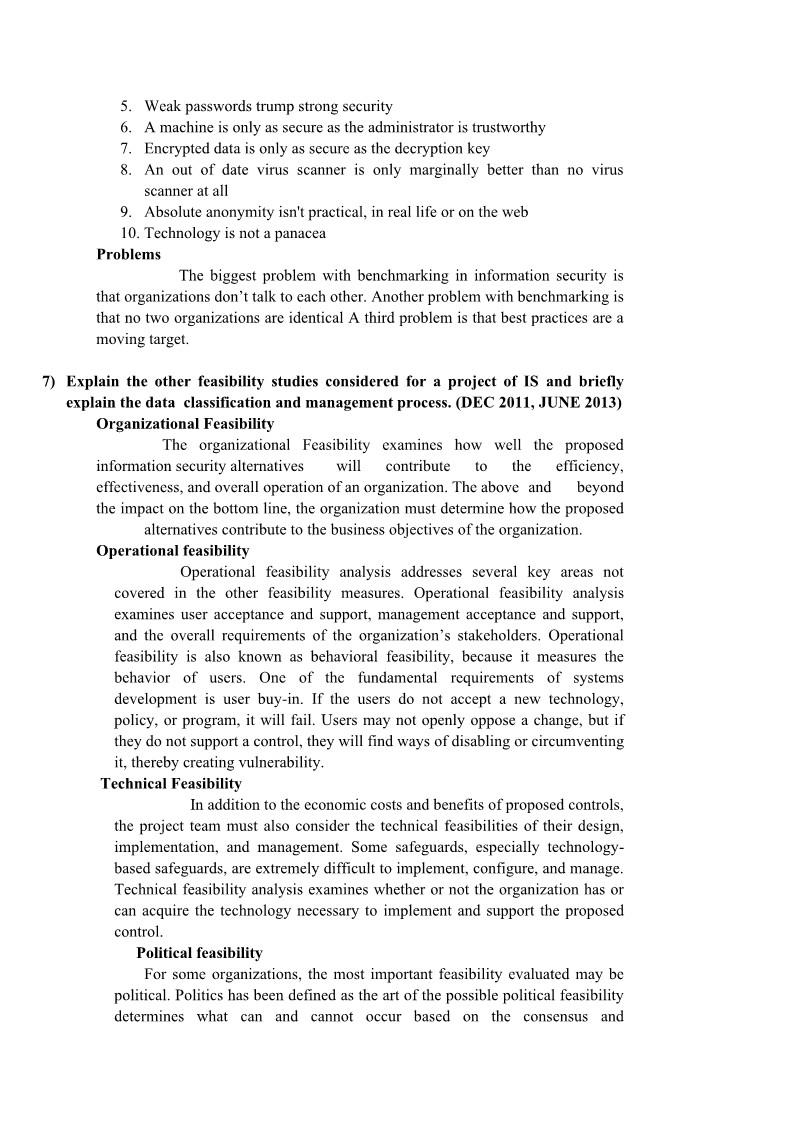 5. Weak passwords trump strong security
6. A machine is only as secure as the administrator is trustworthy
7. Encrypted data is only as secure as the decryption key
8. An out of date virus scanner is only marginally better than no virus
scanner at all
9. Absolute anonymity isn't practical, in real life or on the web
10. Technology is not a panacea
Problems
The biggest problem with benchmarking in information security is
that organizations don’t talk to each other. Another problem with benchmarking is
that no two organizations are identical A third problem is that best practices are a
moving target.
7) Explain the other feasibility studies considered for a project of IS and briefly
explain the data classification and management process. (DEC 2011, JUNE 2013)
Organizational Feasibility
The organizational Feasibility examines how well the proposed
information security alternatives will contribute to the efficiency,
effectiveness, and overall operation of an organization. The above and beyond
the impact on the bottom line, the organization must determine how the proposed
alternatives contribute to the business objectives of the organization.
Operational feasibility
Operational feasibility analysis addresses several key areas not
covered in the other feasibility measures. Operational feasibility analysis
examines user acceptance and support, management acceptance and support,
and the overall requirements of the organization’s stakeholders. Operational
feasibility is also known as behavioral feasibility, because it measures the
behavior of users. One of the fundamental requirements of systems
development is user buy-in. If the users do not accept a new technology,
policy, or program, it will fail. Users may not openly oppose a change, but if
they do not support a control, they will find ways of disabling or circumventing
it, thereby creating vulnerability.
Technical Feasibility
In addition to the economic costs and benefits of proposed controls,
the project team must also consider the technical feasibilities of their design,
implementation, and management. Some safeguards, especially technology-
based safeguards, are extremely difficult to implement, configure, and manage.
Technical feasibility analysis examines whether or not the organization has or
can acquire the technology necessary to implement and support the proposed
control.
Political feasibility
For some organizations, the most important feasibility evaluated may be
political. Politics has been defined as the art of the possible political feasibility
determines what can and cannot occur based on the consensus and